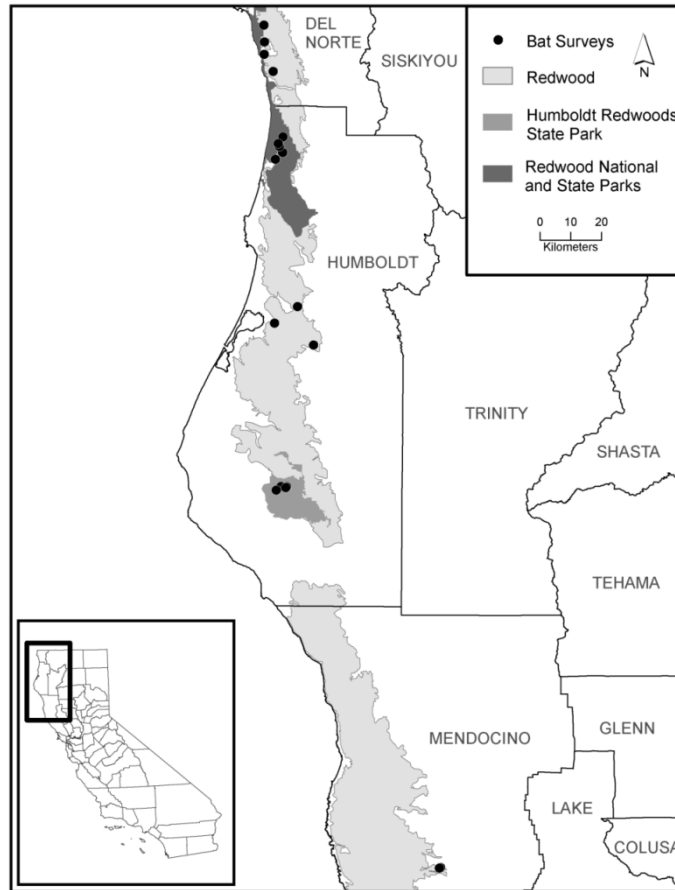 DEL
NORTE
SISKIYOU
Bat Surveys
N
Redwood
Humboldt Redwoods
State Park
Redwood National
and State Parks
0 10 20
Kilometers
HUMBOLDT
TRINITY
SHASTA
TEHAMA
MENDOCINO
GLENN
LAKE
COLUSA